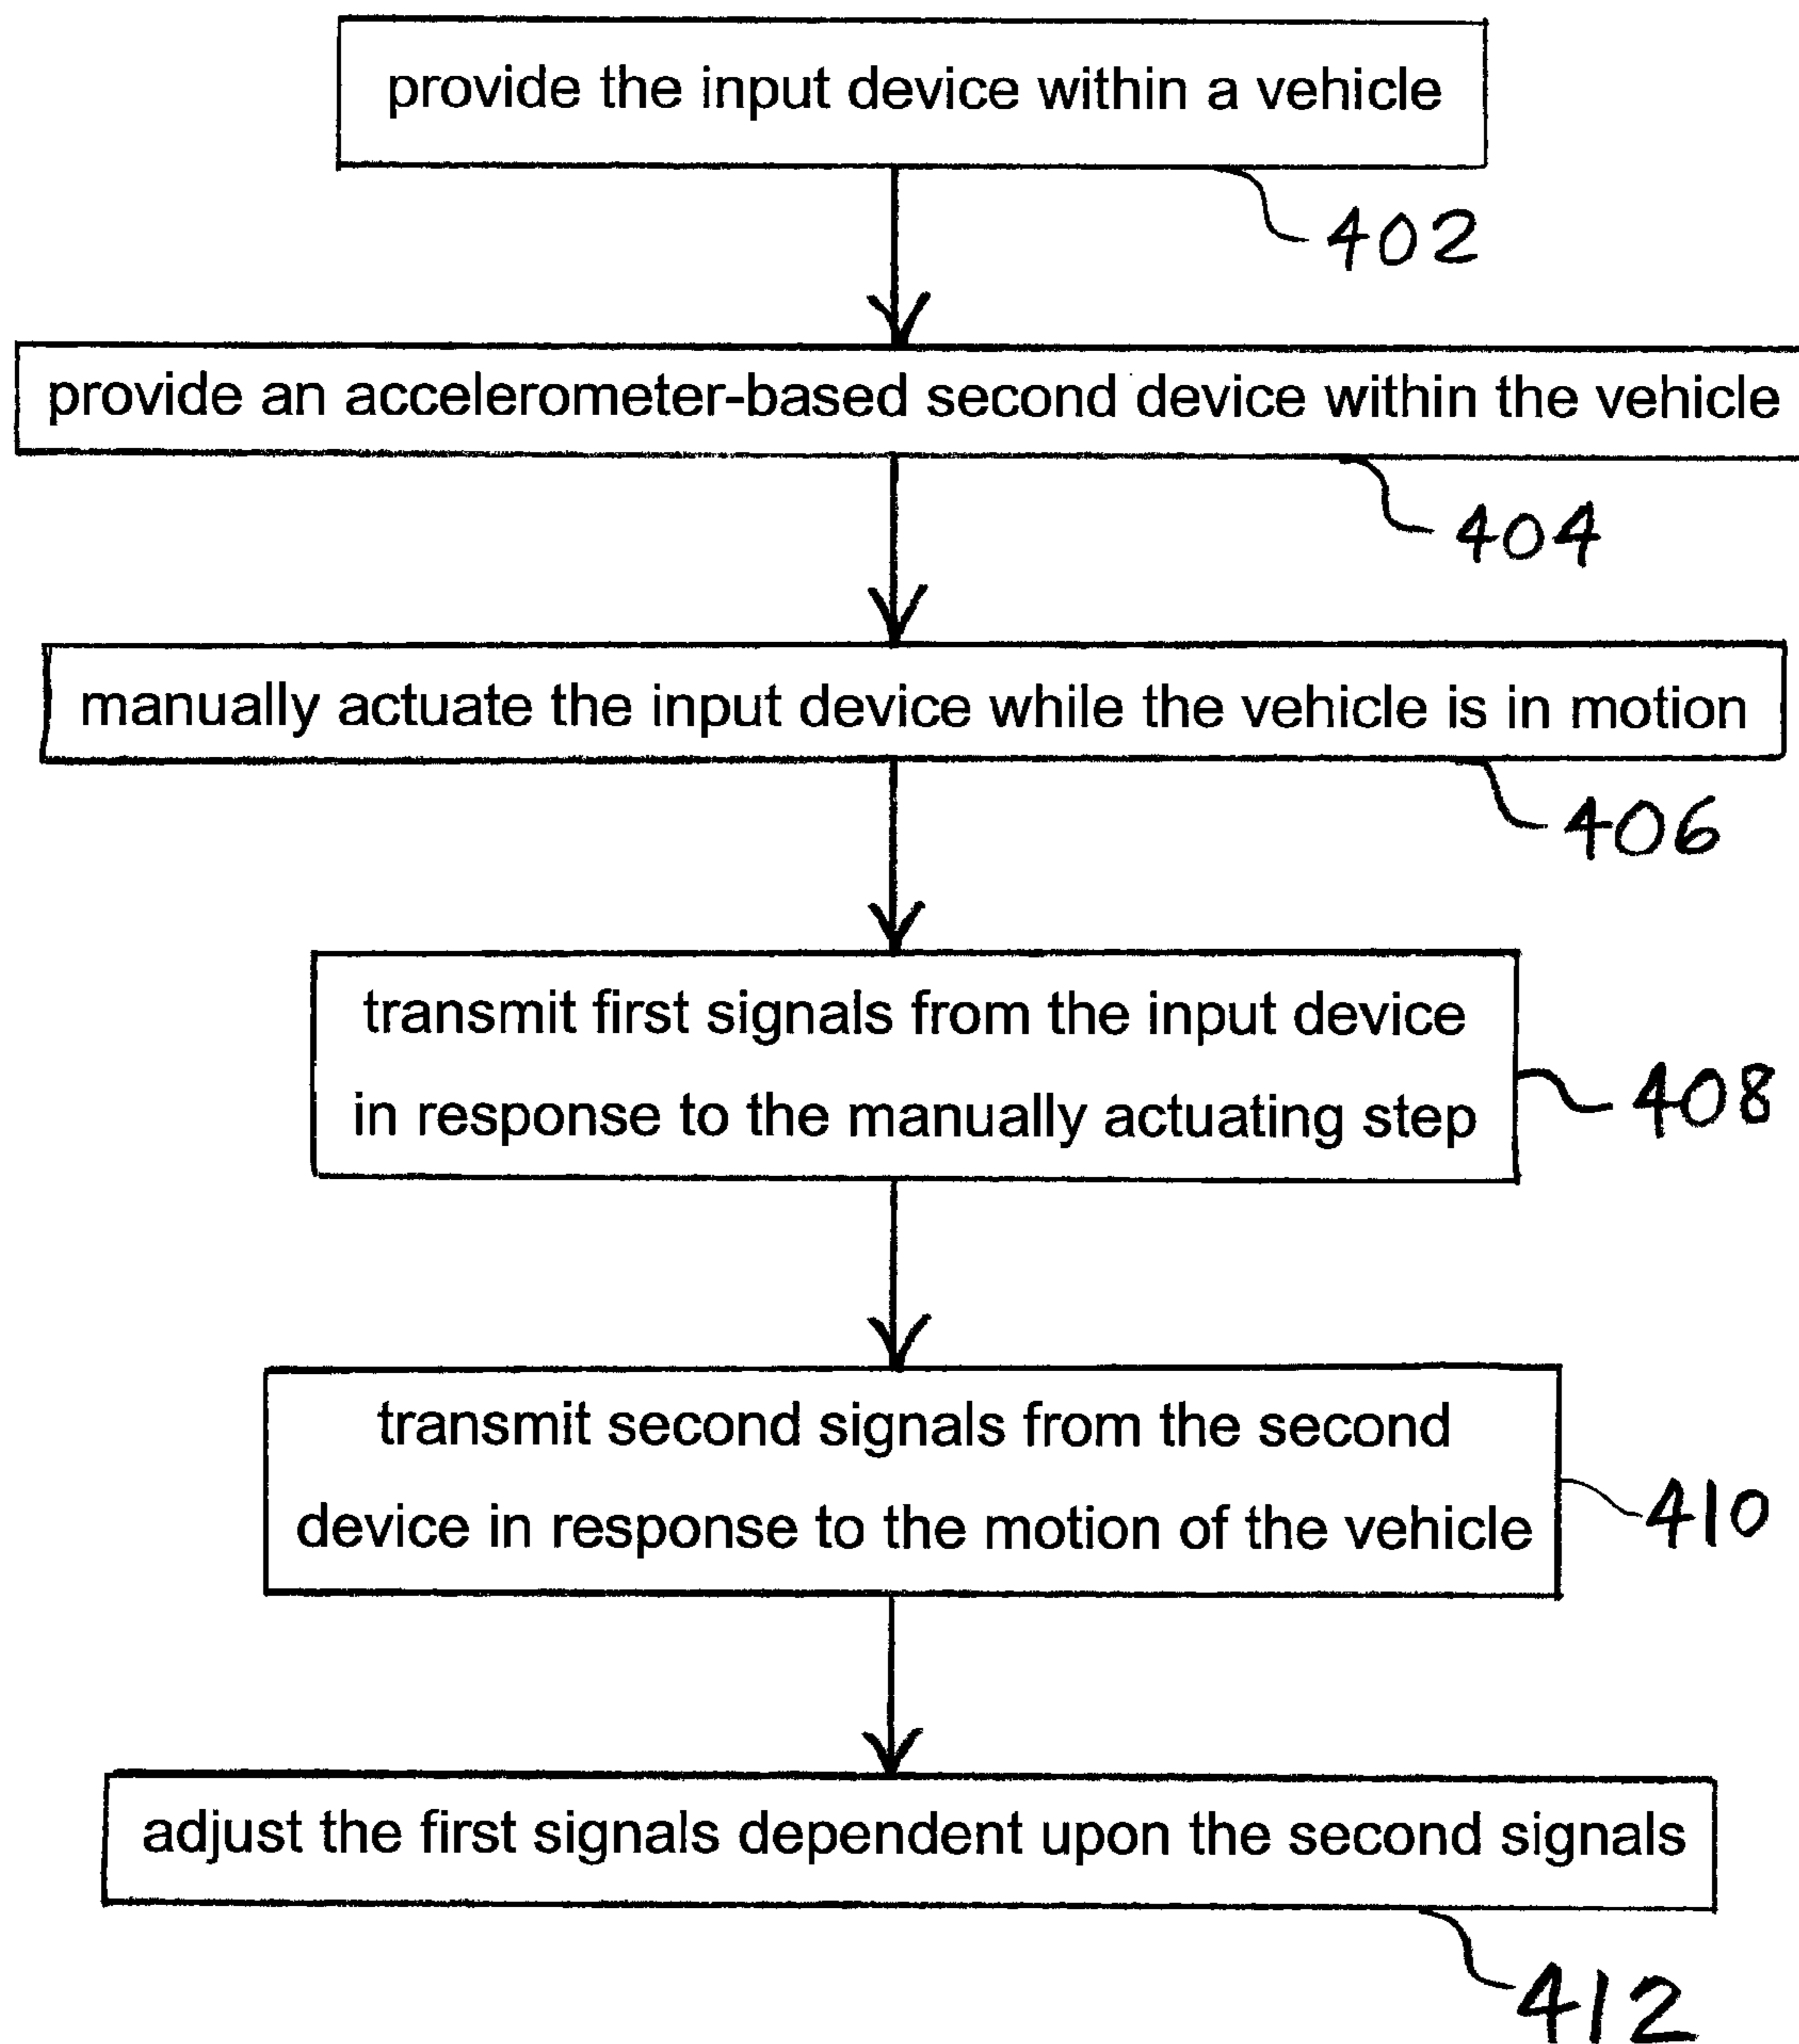 provide the input device within a vehicle
402
provide an accelerometer-based second device within the vehicle
404
manually actuate the input device while the vehicle is in motion
406
transmit first signals from the input device
in response to the manually actuating step
408
transmit second signals from the second
device in response to the motion of the vehicle
410
adjust the first signals dependent upon the second signals
412